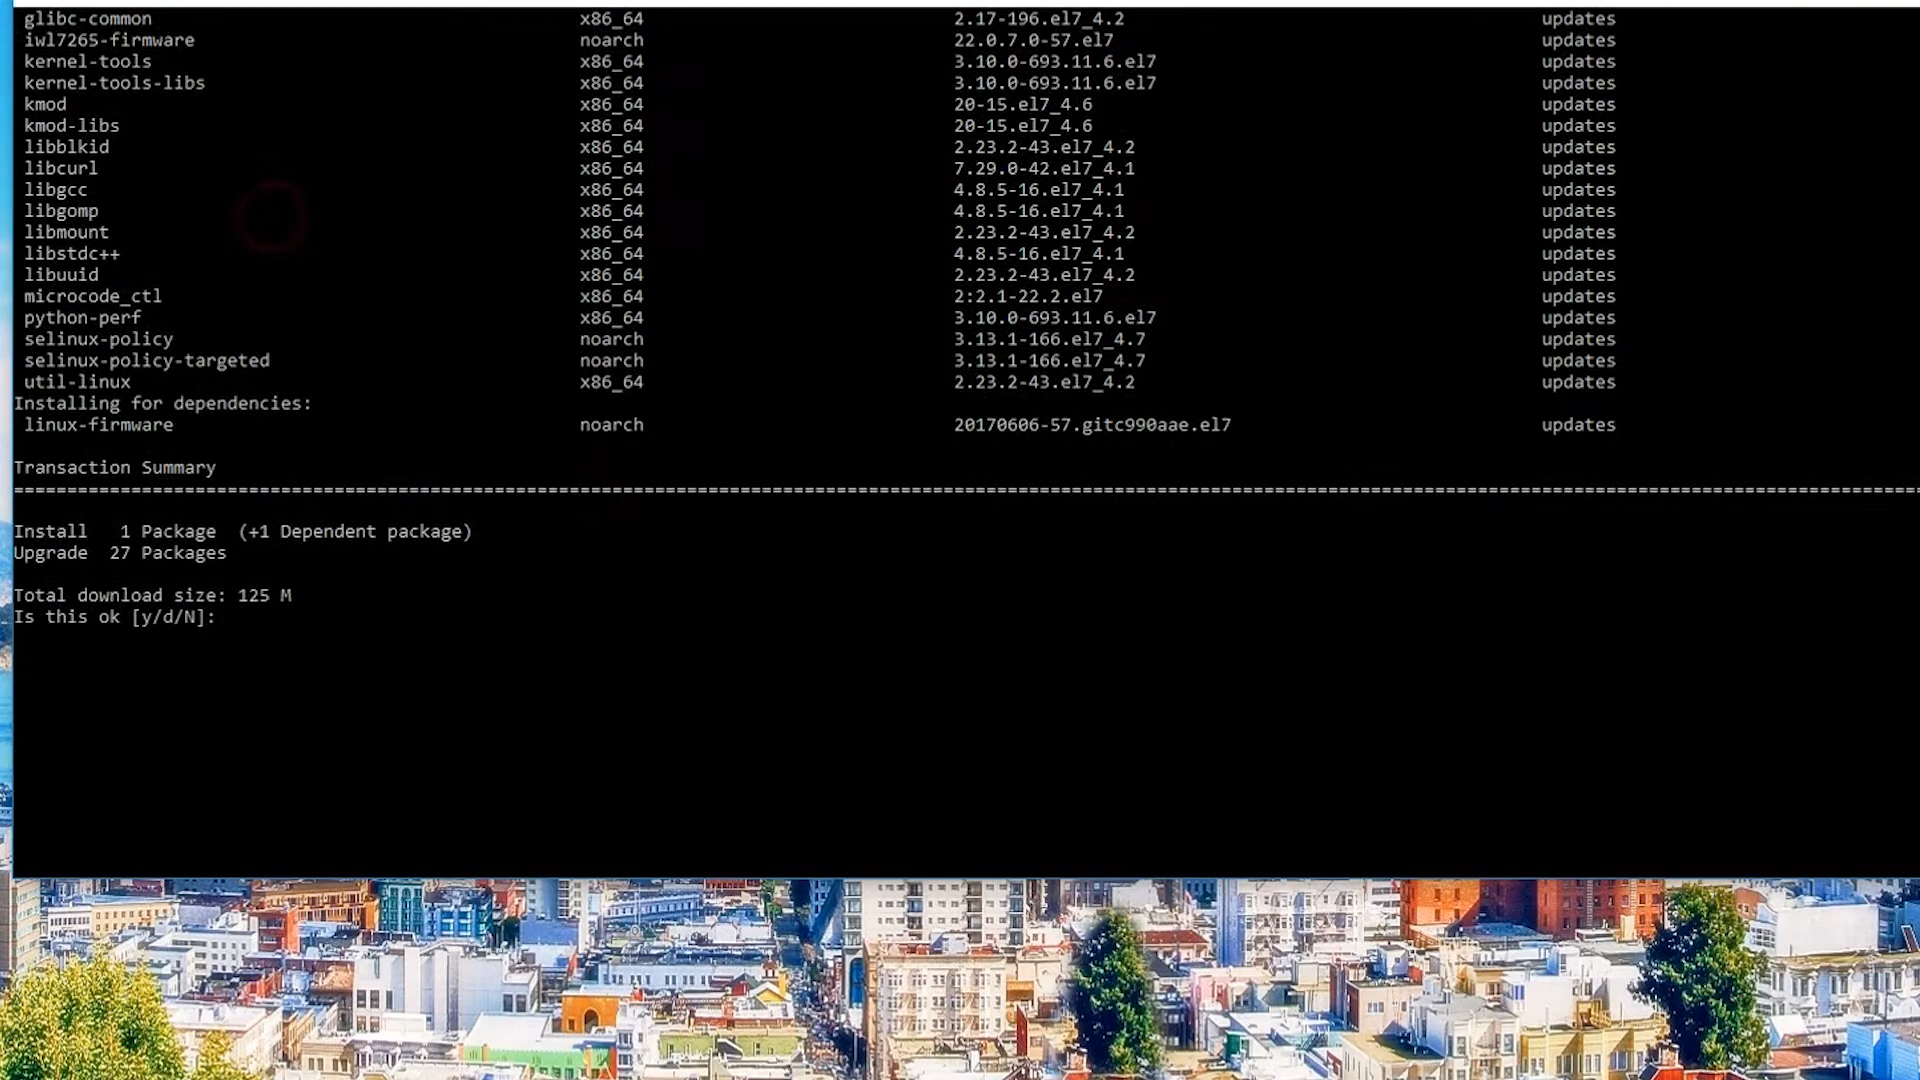 glibc-common x86_64 2.17-196.el7_4.2 updates
iwl7265-firmware noarch 22.0.7.0-57.el7 updates
kernel-tools x86_64 3.10.0-693.11.6.el7 updates
kernel-tools-libs x86_64 3.10.0-693.11.6.el7 updates
kmod x86_64 20-15.el7_4.6 updates
kmod-libs x86_64 20-15.el7_4.6 updates
libblkid x86_64 2.23.2-43.el7_4.2 updates
libcurl x86_64 7.29.0-42.el7_4.1 updates
libgcc x86_64 4.8.5-16.el7_4.1 updates
libgomp x86_64 4.8.5-16.el7_4.1 updates
libmount x86_64 2.23.2-43.el7_4.2 updates
libstdc++ x86_64 4.8.5-16.el7_4.1 updates
libuuid x86_64 2.23.2-43.el7_4.2 updates
microcode_ctl x86_64 2:2.1-22.2.el7 updates
python-perf x86_64 3.10.0-693.11.6.el7 updates
selinux-policy noarch 3.13.1-166.el7_4.7 updates
selinux-policy-targeted noarch 3.13.1-166.el7_4.7 updates
util-linux x86_64 2.23.2-43.el7_4.2 updates
Installing for dependencies:
linux-firmware noarch 20170606-57.gitc990aae.el7 updates
Transaction Summary
Install 1 Package (+1 Dependent package)
Upgrade 27 Packages
Total download size: 125 M
Is this ok [y/d/N]: